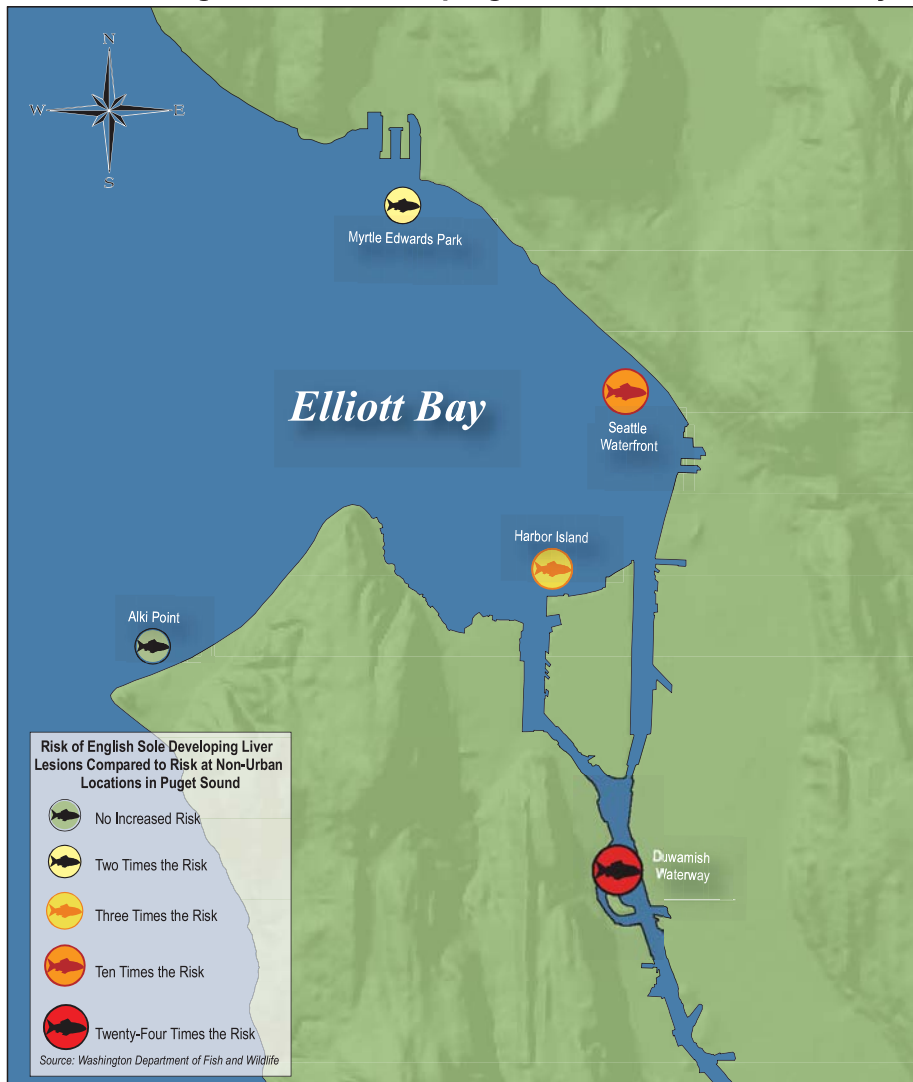 N
W
E
S
Myrtle Edwards Park
Elliott Bay
Seattle
Waterfront
Harbor Island
Alki Point
Duwamish
Waterway
Risk of English Sole Developing Liver
Lesions Compared to Risk at Non-Urban
Locations in Puget Sound
No Increased Risk
Two Times the Risk
Three Times the Risk
Ten Times the Risk
Twenty-Four Times the Risk
Source: Washington Department of Fish and Wildlife